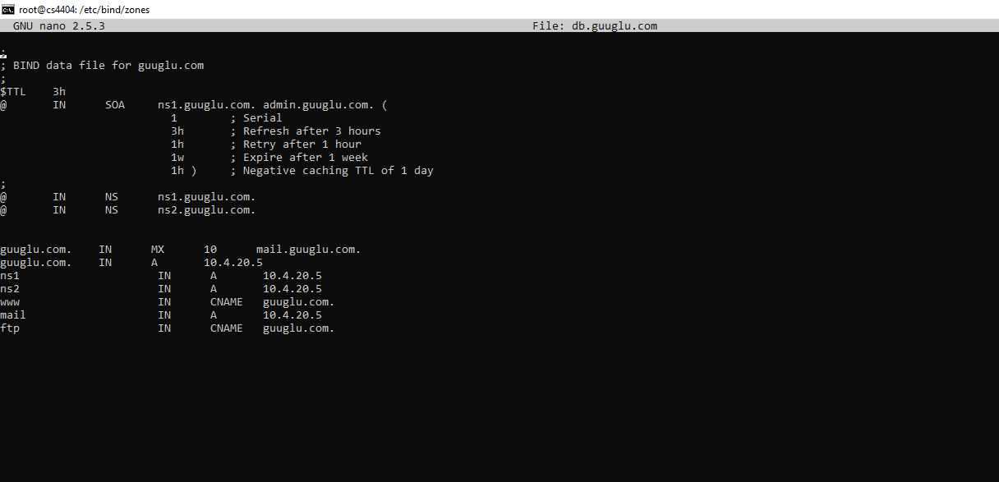 root@cs4404: /etc/bind/zones
GNU nano 2.5.3 File: db.guuglu.com
;
; BIND data file for guuglu.com
;
$TTL 3h
@ IN SOA ns1.guuglu.com. admin.guuglu.com. (
1 ; Serial
3h ; Refresh after 3 hours
1h ; Retry after 1 hour
1w ; Expire after 1 week
1h ) ; Negative caching TTL of 1 day
;
@ IN NS ns1.guuglu.com.
@ IN NS ns2.guuglu.com.
guuglu.com. IN MX 10 mail.guuglu.com.
guuglu.com. IN A 10.4.20.5
ns1 IN A 10.4.20.5
ns2 IN A 10.4.20.5
www IN CNAME guuglu.com.
mail IN A 10.4.20.5
ftp IN CNAME guuglu.com.